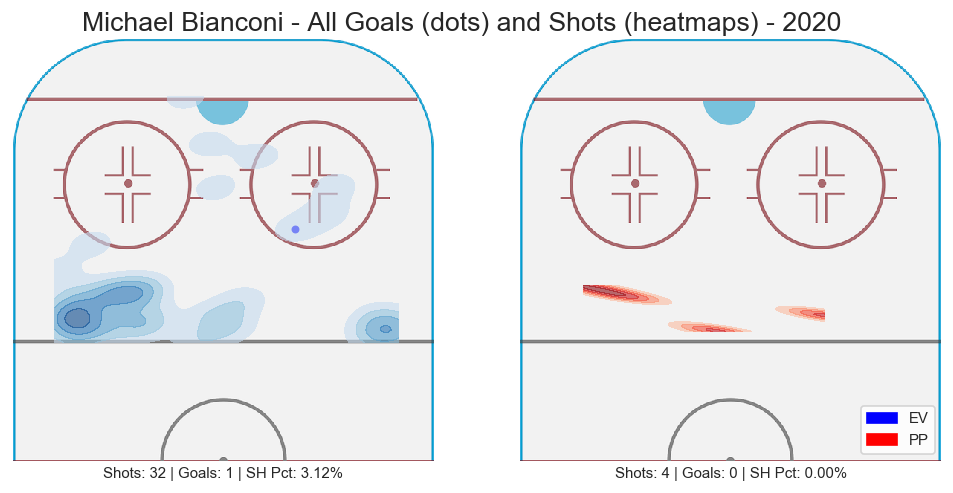 Michael Bianconi - All Goals (dots) and Shots (heatmaps) - 2020
EV
PP
Shots: 32 | Goals: 1 | SH Pct: 3.12%
Shots: 4 | Goals: 0 | SH Pct: 0.00%